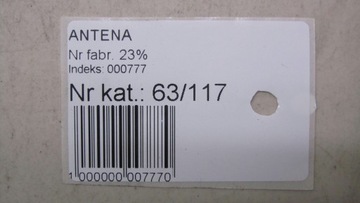 ANTENA
Nr fabr. 23%
Indeks: 000777
Nr kat.: 63/117
1 000000 007770